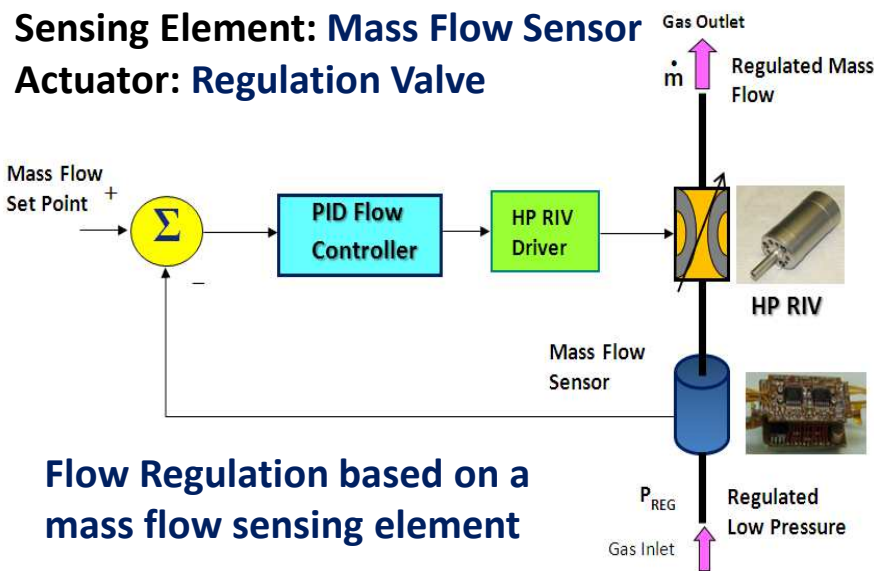 Sensing Element: Mass Flow Sensor
Actuator: Regulation Valve
Gas Outlet
ṁ
Regulated Mass
Flow
Mass Flow
Set Point
+
Σ
−
PID Flow
Controller
HP RIV
Driver
HP RIV
Mass Flow
Sensor
Flow Regulation based on a
mass flow sensing element
P_REG
Regulated
Low Pressure
Gas Inlet